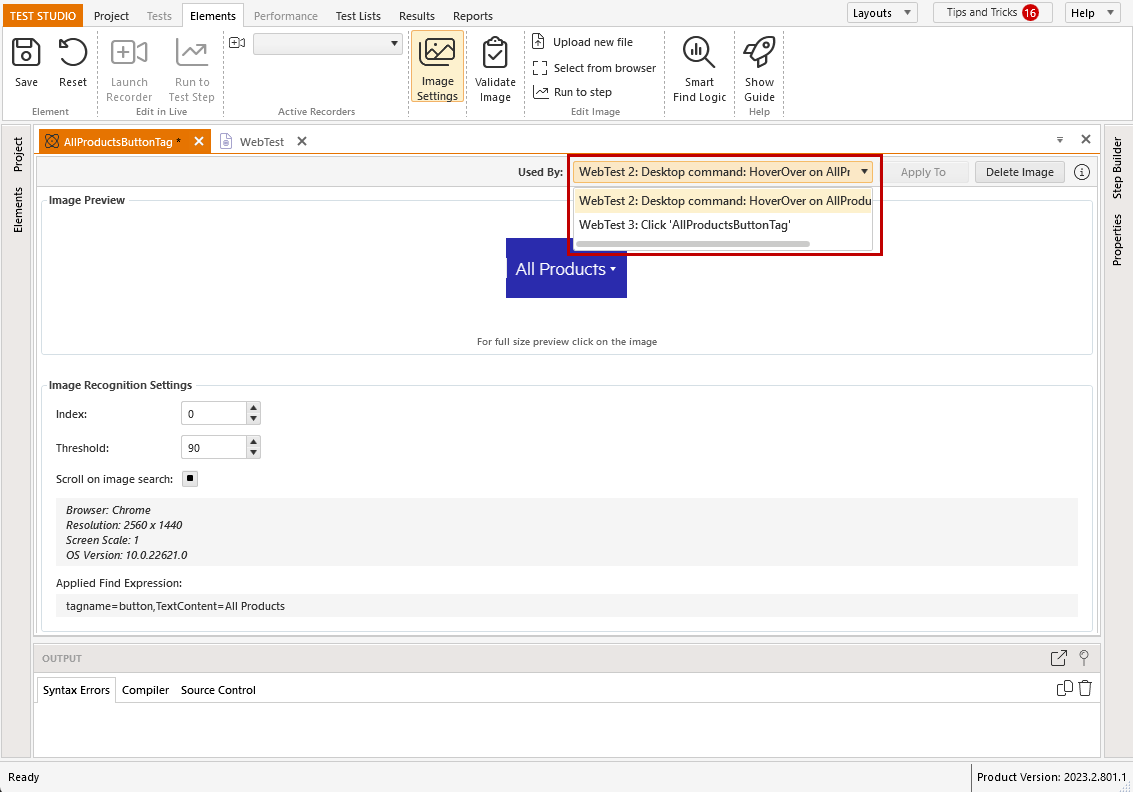 TEST STUDIO Project Tests Elements Performance Test Lists Results Reports Layouts Tips and Tricks 16 Help
Save
Reset
Element
Launch Recorder
Run to Test Step
Edit in Live
Active Recorders
Image Settings
Validate Image
Upload new file
Select from browser
Run to step
Edit Image
Smart Find Logic
Show Guide
Help
Project
Elements
AllProductsButtonTag *
WebTest
Used By:
WebTest 2: Desktop command: HoverOver on AllPr
Apply To
Delete Image
WebTest 2: Desktop command: HoverOver on AllProdu
WebTest 3: Click 'AllProductsButtonTag'
Step Builder
Properties
Image Preview
All Products
For full size preview click on the image
Image Recognition Settings
Index: 0
Threshold: 90
Scroll on image search:
Browser: Chrome
Resolution: 2560 x 1440
Screen Scale: 1
OS Version: 10.0.22621.0
Applied Find Expression:
tagname=button,TextContent=All Products
OUTPUT
Syntax Errors Compiler Source Control
Ready
Product Version: 2023.2.801.1